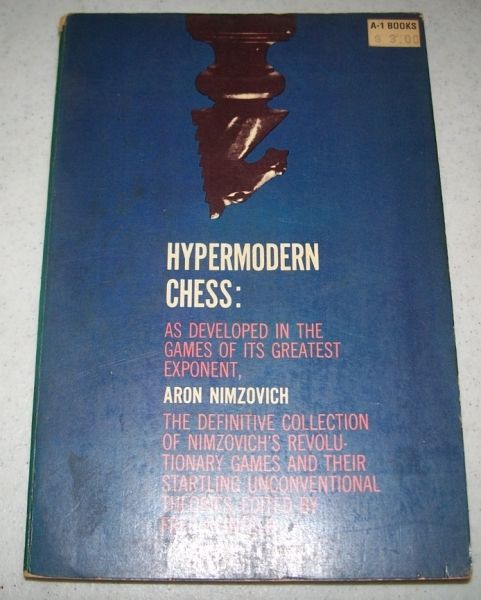 A-1 BOOKS
$ 3.00
HYPERMODERN
CHESS:
AS DEVELOPED IN THE
GAMES OF ITS GREATEST
EXPONENT,
ARON NIMZOVICH
THE DEFINITIVE COLLECTION
OF NIMZOVICH'S REVOLU-
TIONARY GAMES AND THEIR
STARTLING UNCONVENTIONAL
THEORIES, EDITED BY